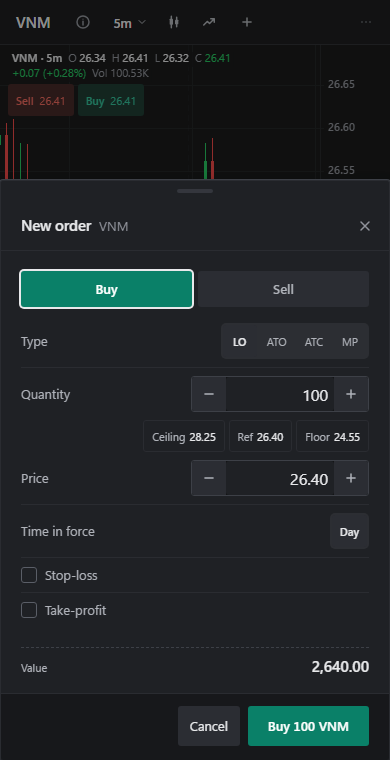 VNM 5m
VNM · 5m O 26.34 H 26.41 L 26.32 C 26.41
+0.07 (+0.28%) Vol 100.53K
Sell 26.41 Buy 26.41
26.65
26.60
26.55
New order VNM
Buy Sell
Type LO ATO ATC MP
Quantity 100
Ceiling 28.25 Ref 26.40 Floor 24.55
Price 26.40
Time in force Day
Stop-loss
Take-profit
Value 2,640.00
Cancel Buy 100 VNM